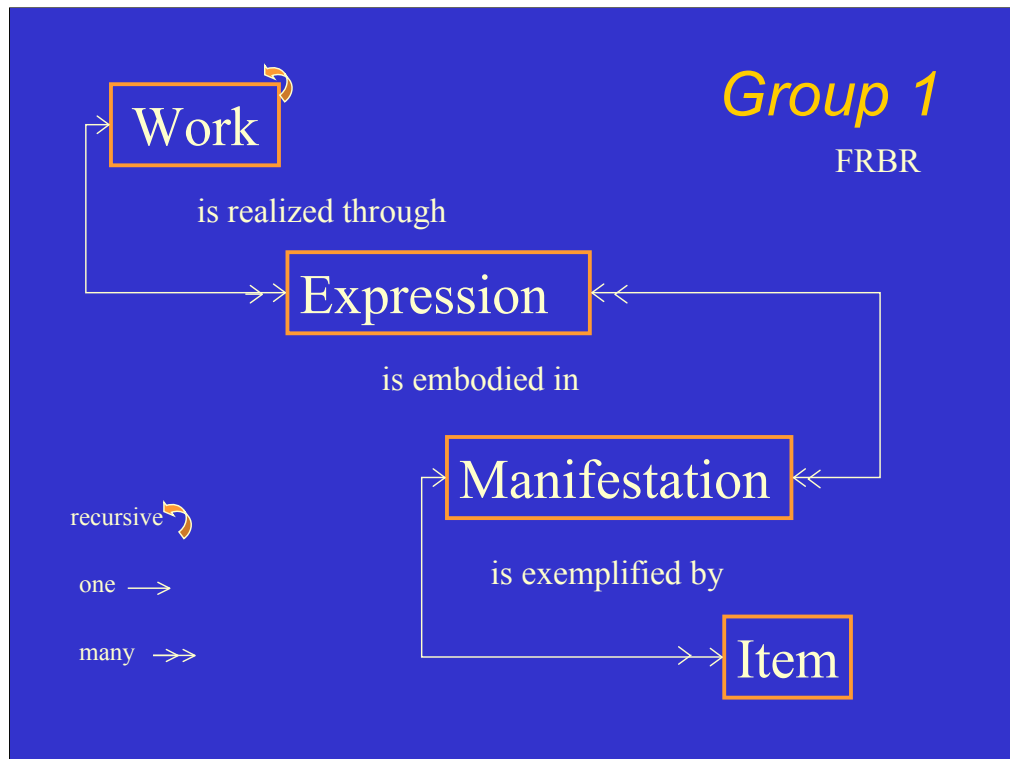 Group 1
Work
FRBR
is realized through
Expression
is embodied in
Manifestation
recursive
is exemplified by
one
many
Item